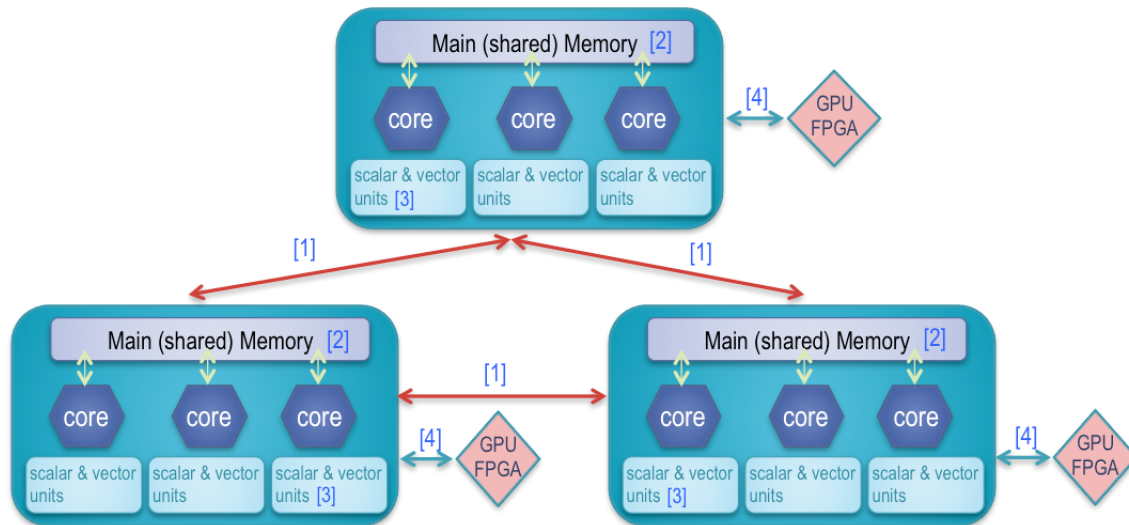 Main (shared) Memory [2]
core
core
core
[4]
GPU
FPGA
scalar & vector
units [3]
scalar & vector
units
scalar & vector
units
[1]
[1]
Main (shared) Memory [2]
core
core
core
scalar & vector
units
scalar & vector
units
scalar & vector
units [3]
[1]
[4]
GPU
FPGA
Main (shared) Memory [2]
core
core
core
scalar & vector
units [3]
scalar & vector
units
scalar & vector
units
[4]
GPU
FPGA